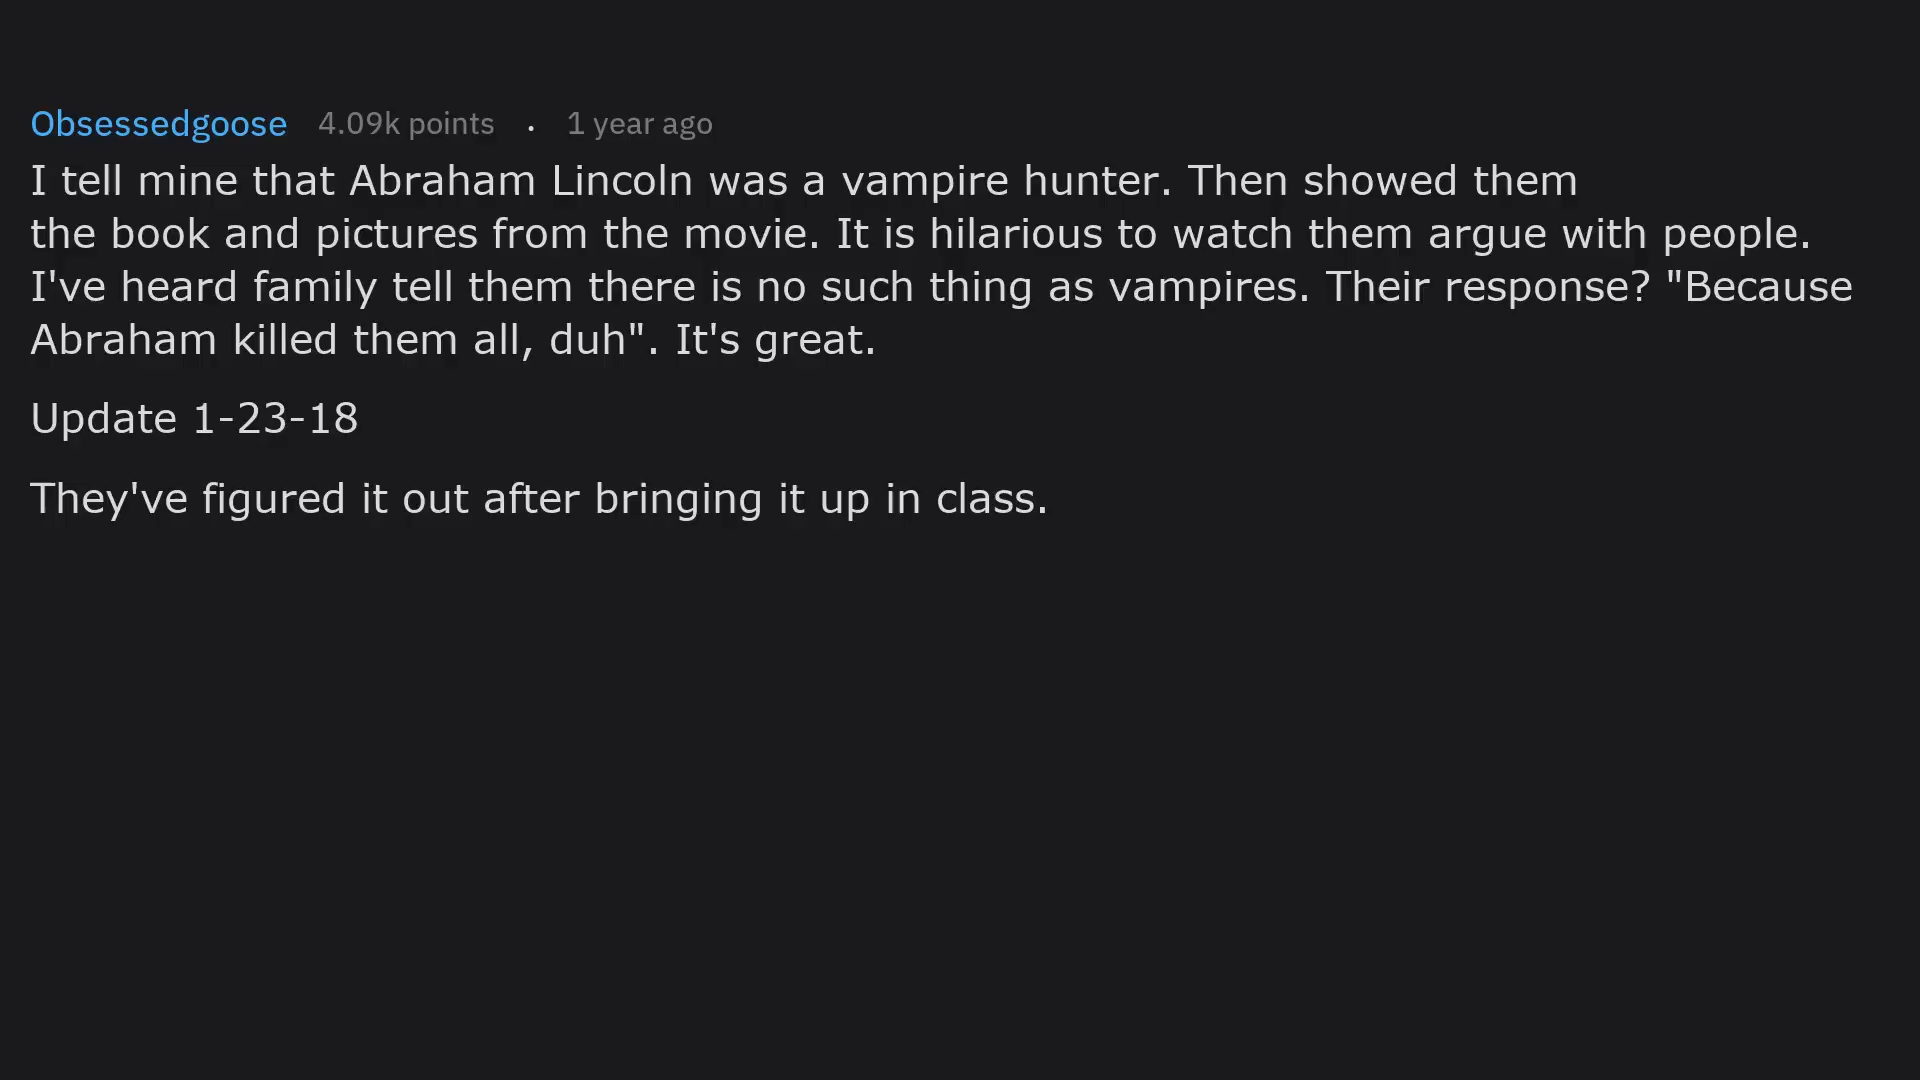 Obsessedgoose 4.09k points . 1 year ago
I tell mine that Abraham Lincoln was a vampire hunter. Then showed them
the book and pictures from the movie. It is hilarious to watch them argue with people.
I've heard family tell them there is no such thing as vampires. Their response? "Because
Abraham killed them all, duh". It's great.
Update 1-23-18
They've figured it out after bringing it up in class.